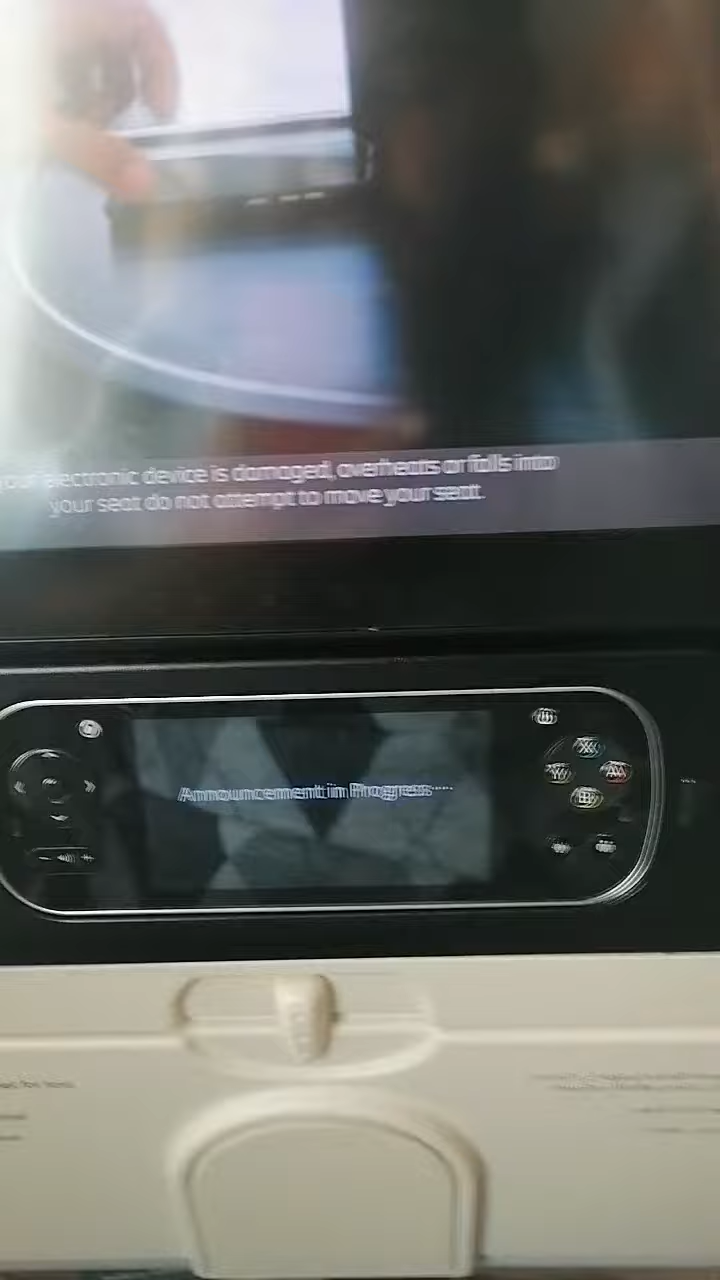 your electronic device is damaged, overheats or falls into
your seat do not attempt to move your seat.
Announcement in Progress....
X
Y
A
B